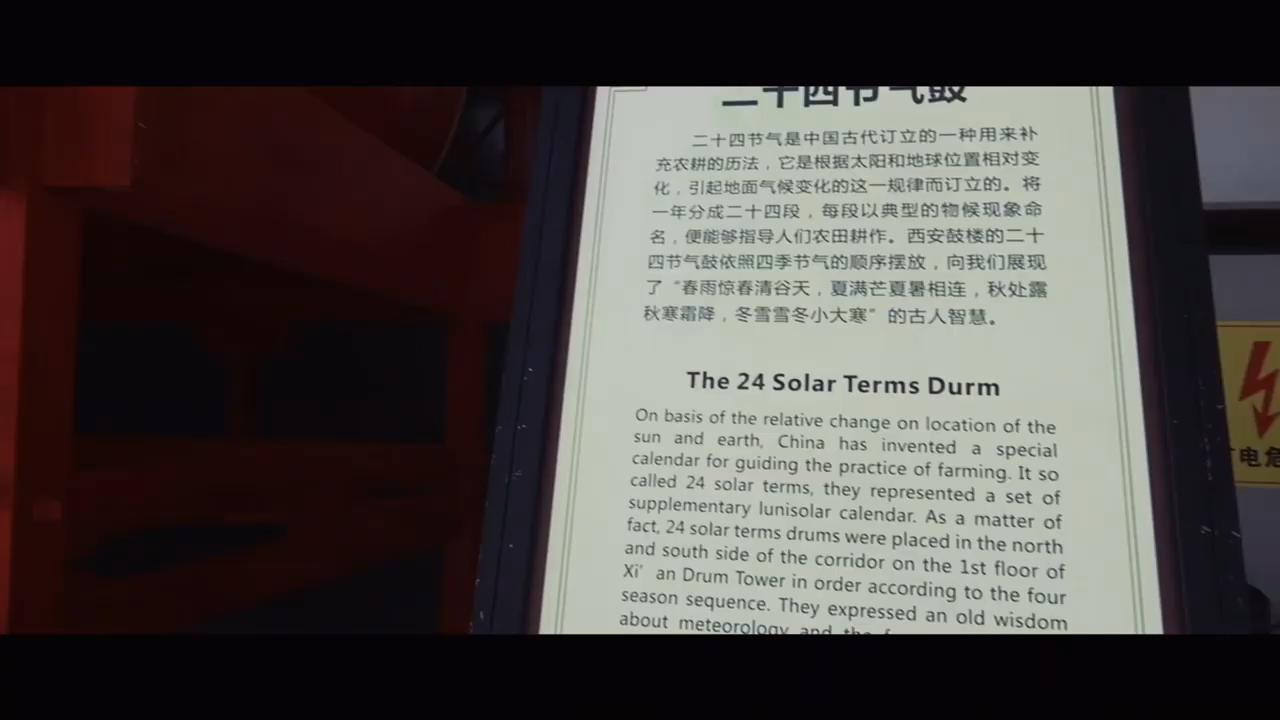 二十四节气鼓
二十四节气是中国古代订立的一种用来补
充农耕的历法，它是根据太阳和地球位置相对变
化，引起地面气候变化的这一规律而订立的。将
一年分成二十四段，每段以典型的物候现象命
名，便能够指导人们农田耕作。西安鼓楼的二十
四节气鼓依照四季节气的顺序摆放，向我们展现
了“春雨惊春清谷天，夏满芒夏暑相连，秋处露
秋寒霜降，冬雪雪冬小大寒”的古人智慧。
The 24 Solar Terms Durm
On basis of the relative change on location of the
sun and earth, China has invented a special
calendar for guiding the practice of farming. It so
called 24 solar terms, they represented a set of
supplementary lunisolar calendar. As a matter of
fact, 24 solar terms drums were placed in the north
and south side of the corridor on the 1st floor of
Xi’an Drum Tower in order according to the four
season sequence. They expressed an old wisdom
about meteorology and the
电危